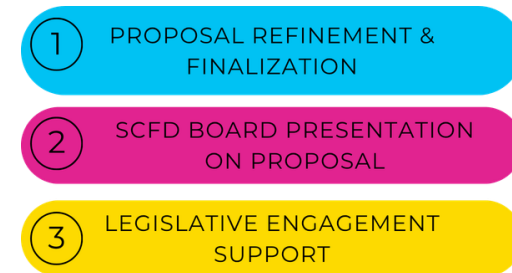 1 PROPOSAL REFINEMENT &
FINALIZATION
2 SCFD BOARD PRESENTATION
ON PROPOSAL
3 LEGISLATIVE ENGAGEMENT
SUPPORT